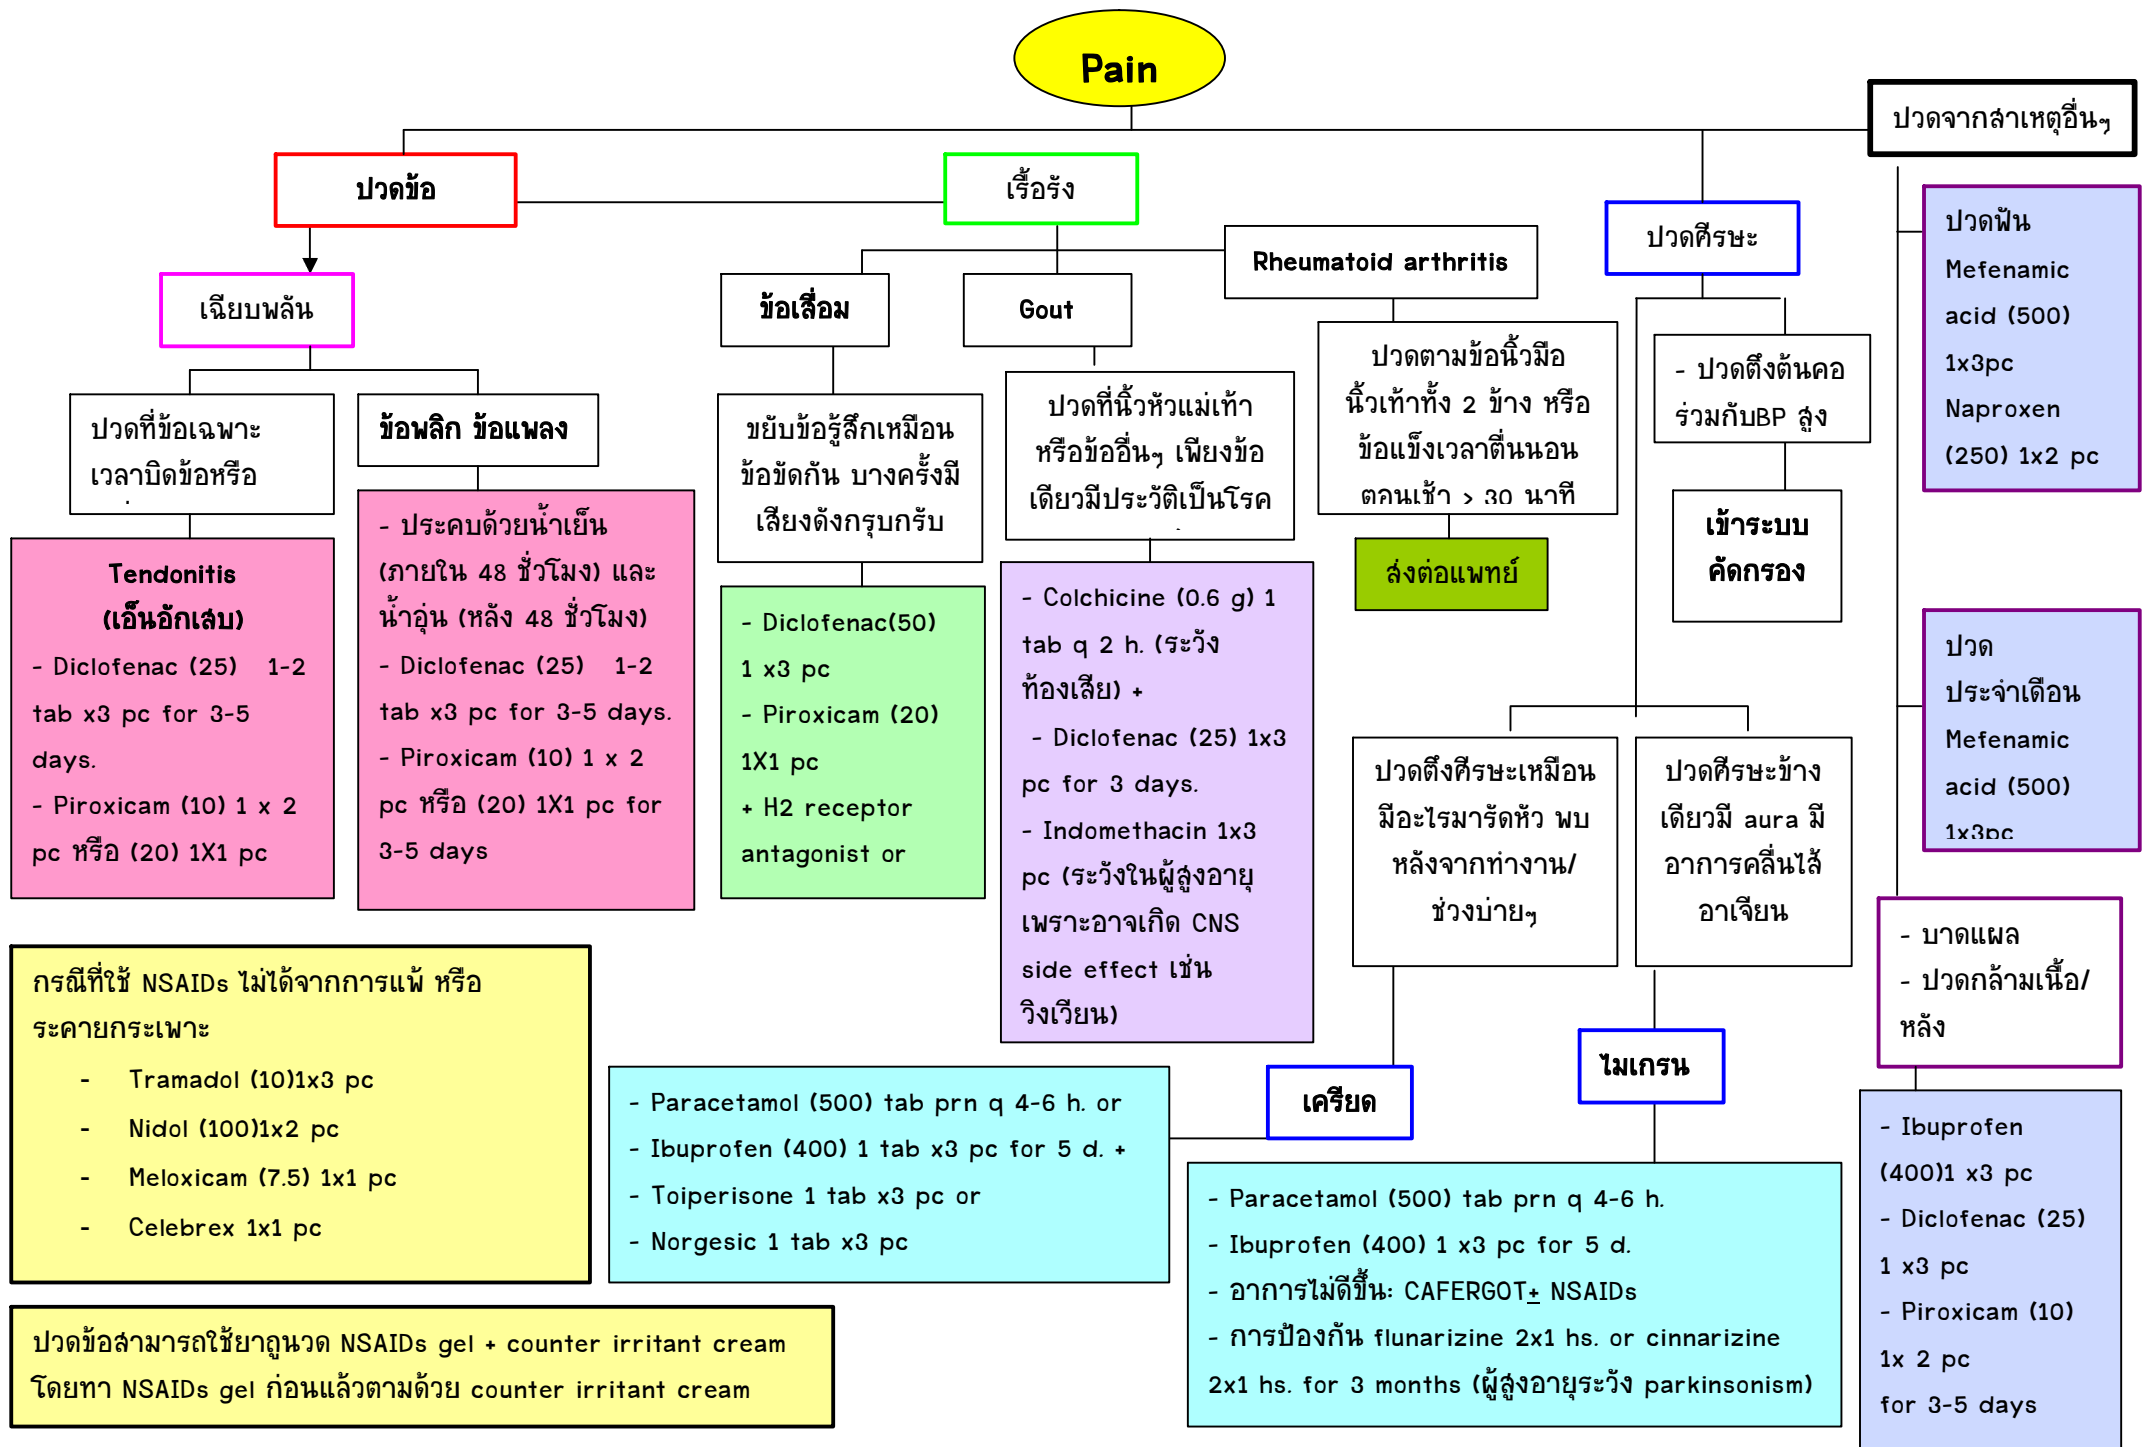 Pain
ปวดจากสาเหตุอื่นๆ
ปวดข้อ
เรื้อรัง
ปวดศีรษะ
เฉียบพลัน
ข้อเสื่อม
Gout
Rheumatoid arthritis
ปวดที่ข้อเฉพาะ
เวลาบิดข้อหรือ
ข้อพลิก ข้อแพลง
ขยับข้อรู้สึกเหมือน
ข้อขัดกัน บางครั้งมี
เสียงดังกรุบกรับ
ปวดที่นิ้วหัวแม่เท้า
หรือข้ออื่นๆ เพียงข้อ
เดียวมีประวัติเป็นโรค
ปวดตามข้อนิ้วมือ
นิ้วเท้าทั้ง 2 ข้าง หรือ
ข้อแข็งเวลาตื่นนอน
ตอนเช้า > 30 นาที
- ปวดตึงต้นคอ
ร่วมกับBP สูง
Tendonitis
(เอ็นอักเสบ)
- Diclofenac (25) 1-2
tab x3 pc for 3-5
days.
- Piroxicam (10) 1 x 2
pc หรือ (20) 1X1 pc
- ประคบด้วยน้ำเย็น
(ภายใน 48 ชั่วโมง) และ
น้ำอุ่น (หลัง 48 ชั่วโมง)
- Diclofenac (25) 1-2
tab x3 pc for 3-5 days.
- Piroxicam (10) 1 x 2
pc หรือ (20) 1X1 pc for
3-5 days
- Diclofenac(50)
1 x3 pc
- Piroxicam (20)
1X1 pc
+ H2 receptor
antagonist or
- Colchicine (0.6 g) 1
tab q 2 h. (ระวัง
ท้องเสีย) +
- Diclofenac (25) 1x3
pc for 3 days.
- Indomethacin 1x3
pc (ระวังในผู้สูงอายุ
เพราะอาจเกิด CNS
side effect เช่น
วิงเวียน)
ส่งต่อแพทย์
เข้าระบบ
คัดกรอง
ปวดตึงศีรษะเหมือน
มีอะไรมารัดหัว พบ
หลังจากทำงาน/
ช่วงบ่ายๆ
ปวดศีรษะข้าง
เดียวมี aura มี
อาการคลื่นไส้
อาเจียน
เครียด
ไมเกรน
- Paracetamol (500) tab prn q 4-6 h. or
- Ibuprofen (400) 1 tab x3 pc for 5 d. +
- Toiperisone 1 tab x3 pc or
- Norgesic 1 tab x3 pc
- Paracetamol (500) tab prn q 4-6 h.
- Ibuprofen (400) 1 x3 pc for 5 d.
- อาการไม่ดีขึ้น: CAFERGOT± NSAIDs
- การป้องกัน flunarizine 2x1 hs. or cinnarizine
2x1 hs. for 3 months (ผู้สูงอายุระวัง parkinsonism)
ปวดฟัน
Mefenamic
acid (500)
1x3pc
Naproxen
(250) 1x2 pc
ปวด
ประจำเดือน
Mefenamic
acid (500)
1x3pc
- บาดแผล
- ปวดกล้ามเนื้อ/
หลัง
- Ibuprofen
(400)1 x3 pc
- Diclofenac (25)
1 x3 pc
- Piroxicam (10)
1x 2 pc
for 3-5 days
กรณีที่ใช้ NSAIDs ไม่ได้จากการแพ้ หรือ
ระคายกระเพาะ
- Tramadol (10)1x3 pc
- Nidol (100)1x2 pc
- Meloxicam (7.5) 1x1 pc
- Celebrex 1x1 pc
ปวดข้อสามารถใช้ยาถูนวด NSAIDs gel + counter irritant cream
โดยทา NSAIDs gel ก่อนแล้วตามด้วย counter irritant cream